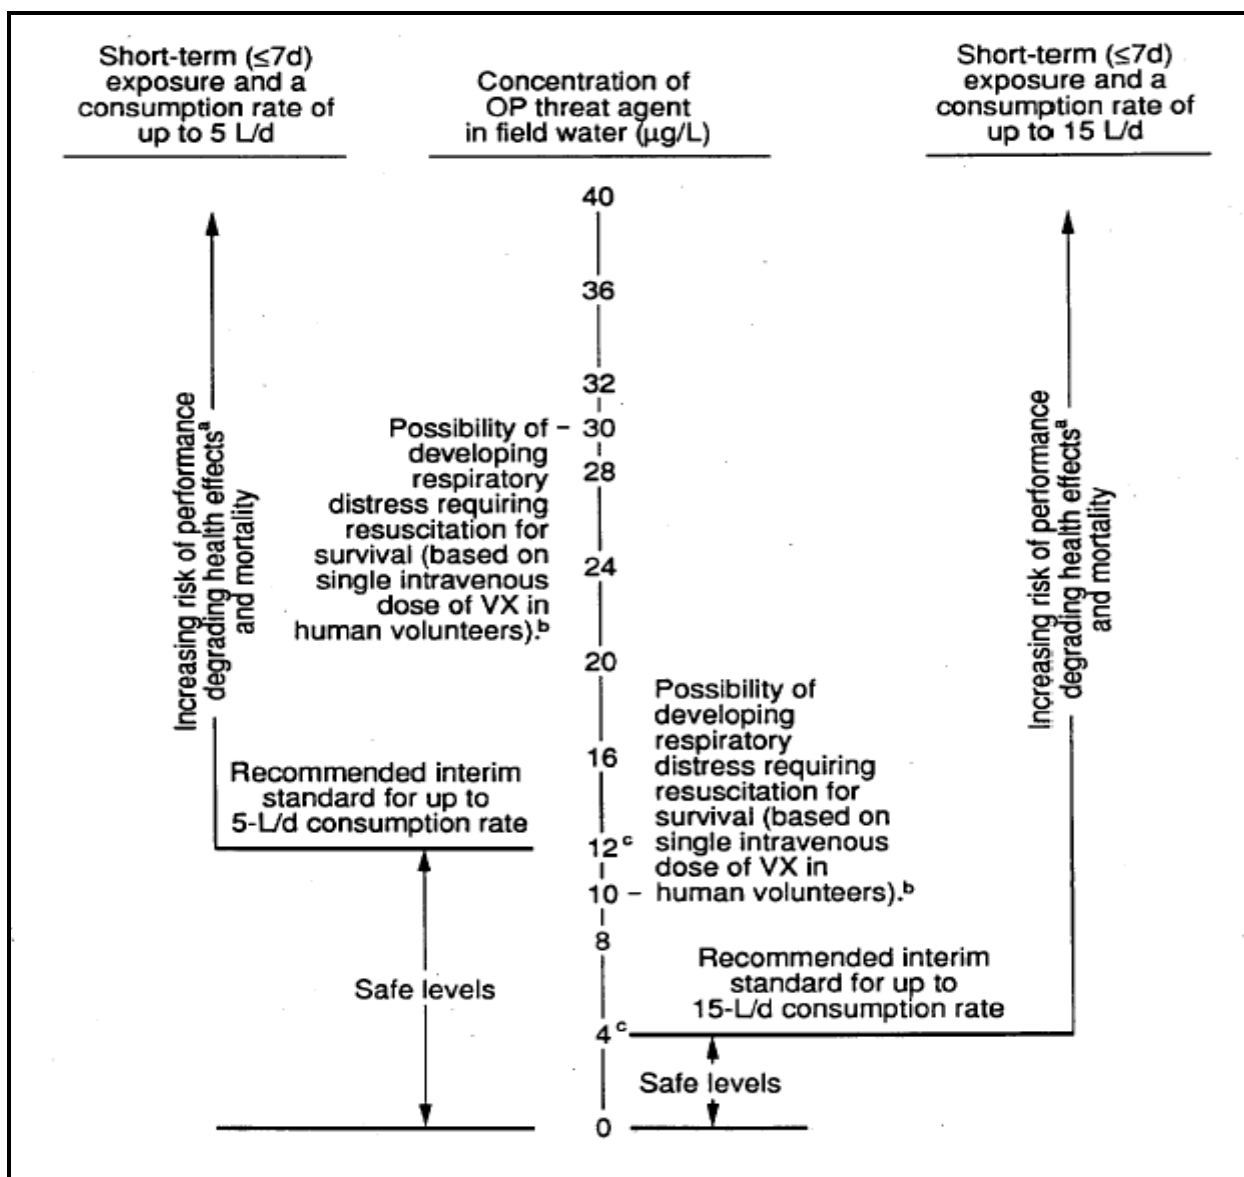 Short-term (≤7d)
exposure and a
consumption rate of
up to 5 L/d
Concentration of
OP threat agent
in field water (μg/L)
Short-term (≤7d)
exposure and a
consumption rate of
up to 15 L/d
40
36
32
30
28
24
20
16
12ᶜ
10
8
4ᶜ
0
Increasing risk of performance
degrading health effectsᵃ
and mortality
Possibility of
developing
respiratory
distress requiring
resuscitation for
survival (based on
single intravenous
dose of VX in
human volunteers).ᵇ
Recommended interim
standard for up to
5-L/d consumption rate
Safe levels
Possibility of
developing
respiratory
distress requiring
resuscitation for
survival (based on
single intravenous
dose of VX in
human volunteers).ᵇ
Recommended interim
standard for up to
15-L/d consumption rate
Safe levels
Increasing risk of performance
degrading health effectsᵃ
and mortality